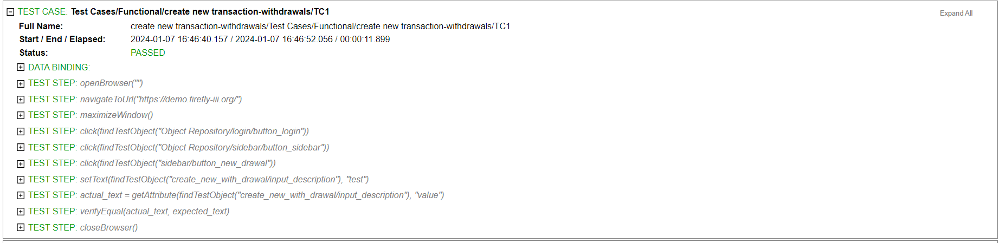 TEST CASE: Test Cases/Functional/create new transaction-withdrawals/TC1
Expand All
Full Name: create new transaction-withdrawals/Test Cases/Functional/create new transaction-withdrawals/TC1
Start / End / Elapsed: 2024-01-07 16:46:40.157 / 2024-01-07 16:46:52.056 / 00:00:11.899
Status: PASSED
DATA BINDING:
TEST STEP: openBrowser("")
TEST STEP: navigateToUrl("https://demo.firefly-iii.org/")
TEST STEP: maximizeWindow()
TEST STEP: click(findTestObject("Object Repository/login/button_login"))
TEST STEP: click(findTestObject("Object Repository/sidebar/button_sidebar"))
TEST STEP: click(findTestObject("sidebar/button_new_drawal"))
TEST STEP: setText(findTestObject("create_new_with_drawal/input_description"), "test")
TEST STEP: actual_text = getAttribute(findTestObject("create_new_with_drawal/input_description"), "value")
TEST STEP: verifyEqual(actual_text, expected_text)
TEST STEP: closeBrowser()